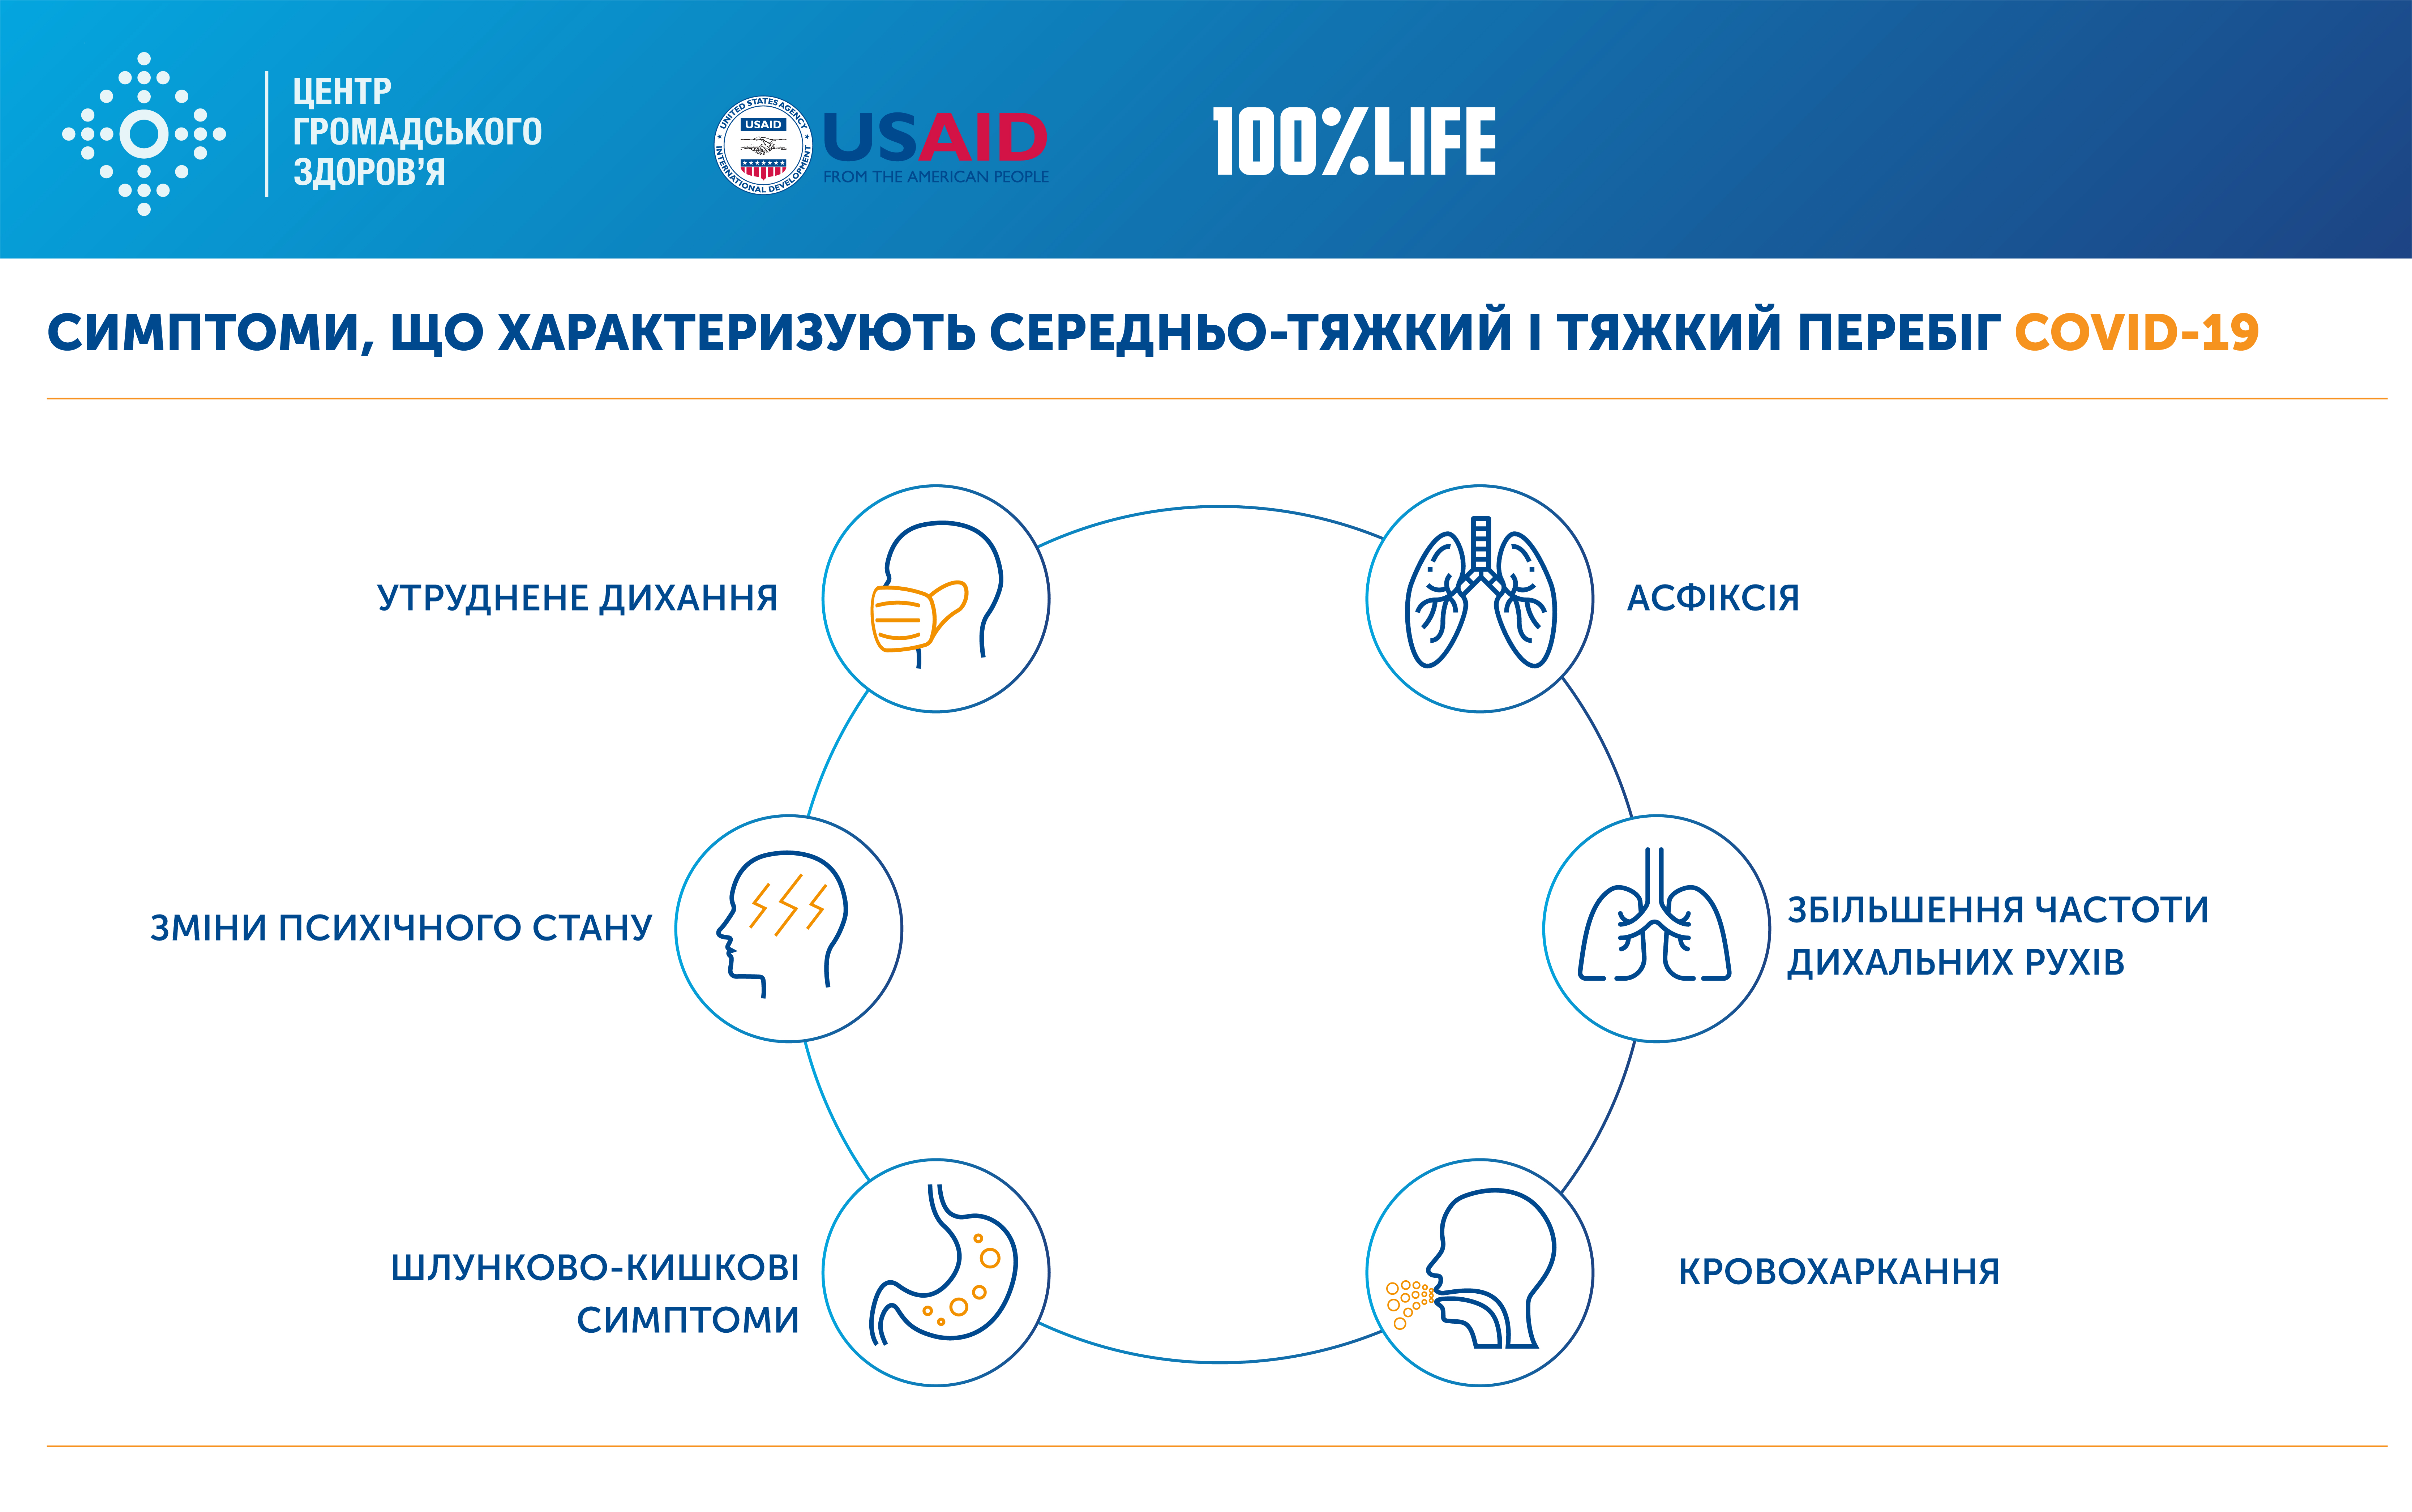 ЦЕНТР
ГРОМАДСЬКОГО
ЗДОРОВ'Я
UNITED STATES AGENCY
USAID
INTERNATIONAL DEVELOPMENT
USAID
FROM THE AMERICAN PEOPLE
100%LIFE
СИМПТОМИ, ЩО ХАРАКТЕРИЗУЮТЬ СЕРЕДНЬО-ТЯЖКИЙ І ТЯЖКИЙ ПЕРЕБІГ COVID-19
УТРУДНЕНЕ ДИХАННЯ
АСФІКСІЯ
ЗМІНИ ПСИХІЧНОГО СТАНУ
ЗБІЛЬШЕННЯ ЧАСТОТИ
ДИХАЛЬНИХ РУХІВ
ШЛУНКОВО-КИШКОВІ
СИМПТОМИ
КРОВОХАРКАННЯ